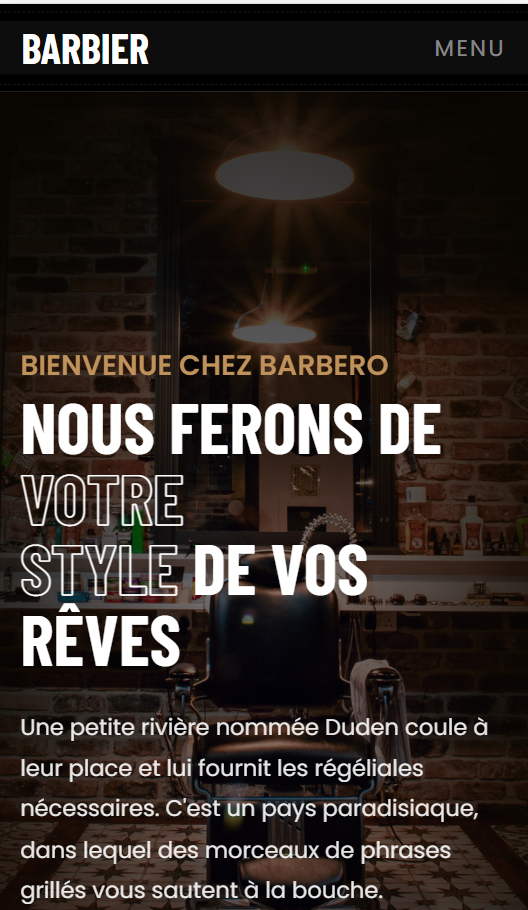 BARBIER
MENU
BIENVENUE CHEZ BARBERO
NOUS FERONS DE
VOTRE
STYLE DE VOS
RÊVES
Une petite rivière nommée Duden coule à
leur place et lui fournit les régéliales
nécessaires. C'est un pays paradisiaque,
dans lequel des morceaux de phrases
grillés vous sautent à la bouche.